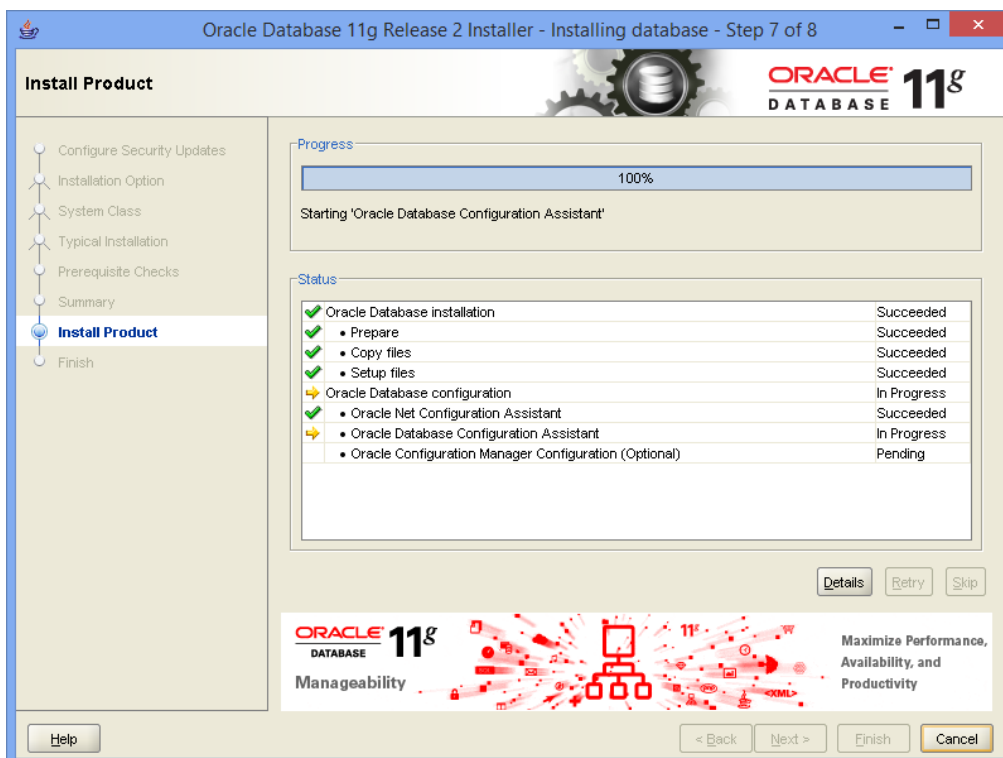 Oracle Database 11g Release 2 Installer - Installing database - Step 7 of 8
Install Product
ORACLE DATABASE 11g
Configure Security Updates
Installation Option
System Class
Typical Installation
Prerequisite Checks
Summary
Install Product
Finish
Progress
100%
Starting 'Oracle Database Configuration Assistant'
Status
Oracle Database installation Succeeded
• Prepare Succeeded
• Copy files Succeeded
• Setup files Succeeded
Oracle Database configuration In Progress
• Oracle Net Configuration Assistant Succeeded
• Oracle Database Configuration Assistant In Progress
• Oracle Configuration Manager Configuration (Optional) Pending
Details Retry Skip
ORACLE DATABASE 11g
Manageability
11g
<XML>
Maximize Performance,
Availability, and
Productivity
Help < Back Next > Finish Cancel